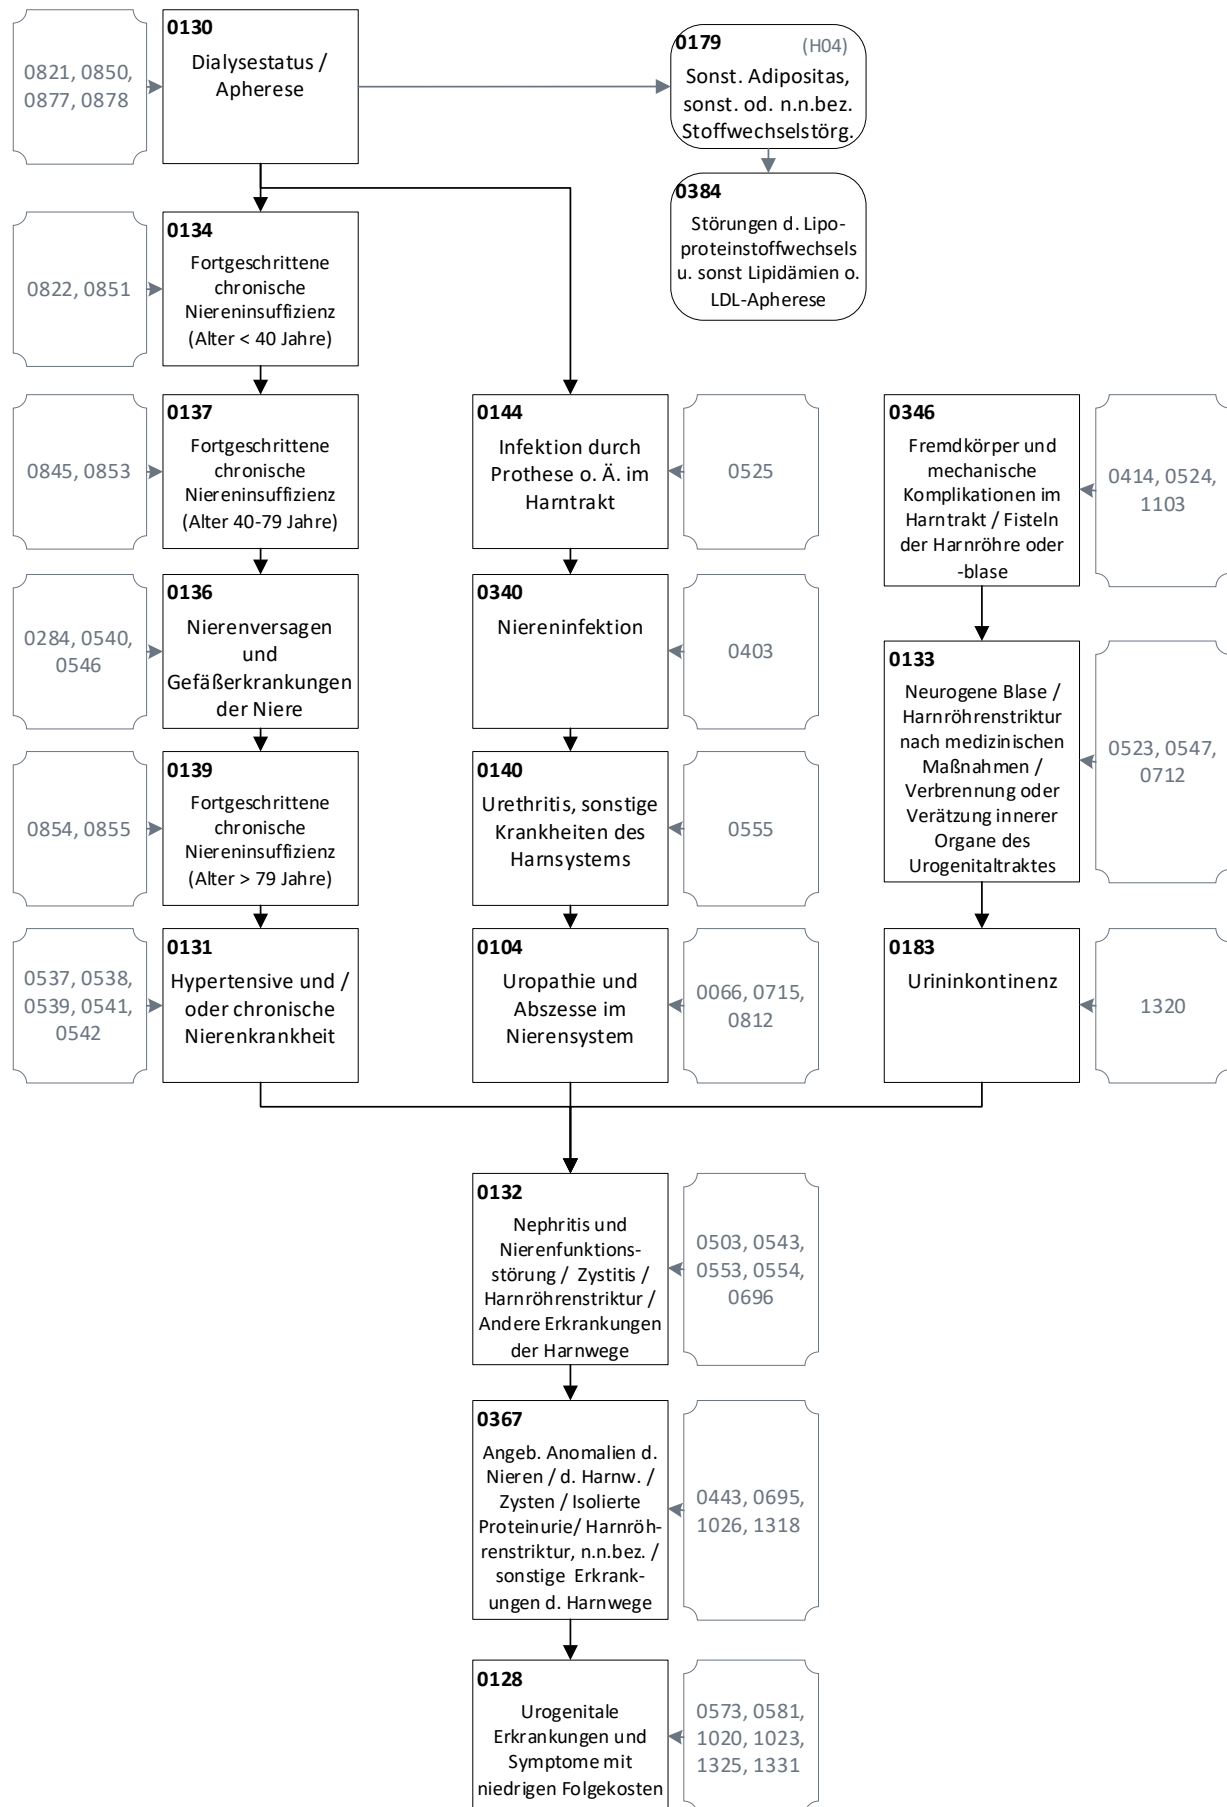 0130
Dialysestatus /
Apherese
0821, 0850,
0877, 0878
0179 (H04)
Sonst. Adipositas,
sonst. od. n.n.bez.
Stoffwechselstörg.
0384
Störungen d. Lipo-
proteinstoffwechsels
u. sonst Lipidämien o.
LDL-Apherese
0134
Fortgeschrittene
chronische
Niereninsuffizienz
(Alter < 40 Jahre)
0822, 0851
0137
Fortgeschrittene
chronische
Niereninsuffizienz
(Alter 40-79 Jahre)
0845, 0853
0144
Infektion durch
Prothese o. Ä. im
Harntrakt
0525
0346
Fremdkörper und
mechanische
Komplikationen im
Harntrakt / Fisteln
der Harnröhre oder
-blase
0414, 0524,
1103
0136
Nierenversagen
und
Gefäßerkrankungen
der Niere
0284, 0540,
0546
0340
Niereninfektion
0403
0133
Neurogene Blase /
Harnröhrenstriktur
nach medizinischen
Maßnahmen /
Verbrennung oder
Verätzung innerer
Organe des
Urogenitaltraktes
0523, 0547,
0712
0139
Fortgeschrittene
chronische
Niereninsuffizienz
(Alter > 79 Jahre)
0854, 0855
0140
Urethritis, sonstige
Krankheiten des
Harnsystems
0555
0131
Hypertensive und /
oder chronische
Nierenkrankheit
0537, 0538,
0539, 0541,
0542
0104
Uropathie und
Abszesse im
Nierensystem
0066, 0715,
0812
0183
Urininkontinenz
1320
0132
Nephritis und
Nierenfunktions-
störung / Zystitis /
Harnröhrenstriktur /
Andere Erkrankungen
der Harnwege
0503, 0543,
0553, 0554,
0696
0367
Angeb. Anomalien d.
Nieren / d. Harnw. /
Zysten / Isolierte
Proteinurie/ Harnröh-
renstriktur, n.n.bez. /
sonstige Erkrank-
ungen d. Harnwege
0443, 0695,
1026, 1318
0128
Urogenitale
Erkrankungen und
Symptome mit
niedrigen Folgekosten
0573, 0581,
1020, 1023,
1325, 1331